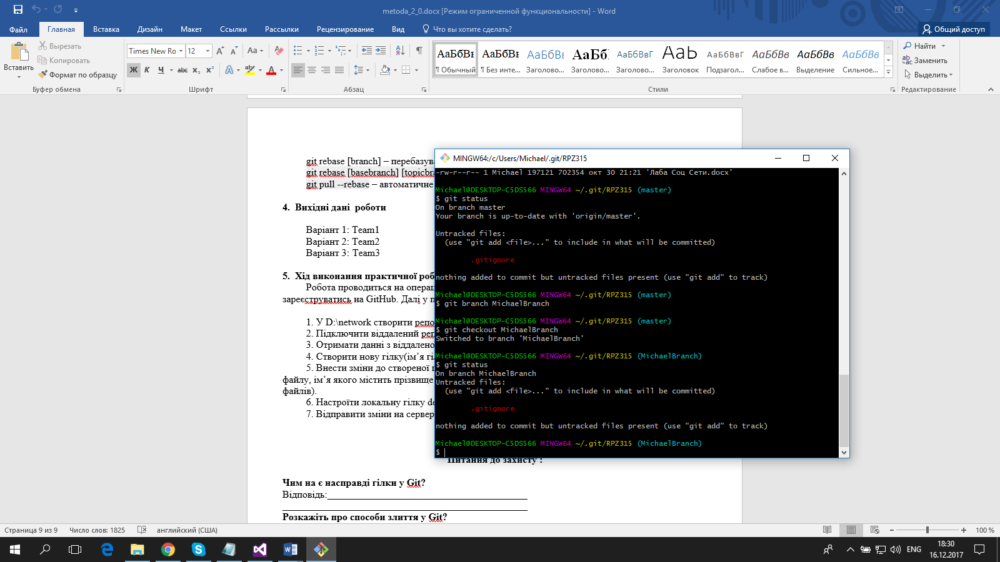 metoda_2_0.docx [Режим ограниченной функциональности] - Word
Файл Главная Вставка Дизайн Макет Ссылки Рассылки Рецензирование Вид Что вы хотите сделать? Общий доступ
Вставить
Вырезать
Копировать
Формат по образцу
Буфер обмена
Times New Ro 12
Ж К Ч abc x₂ x²
Шрифт
Абзац
АаБбВг АаБбВг АаБбВг АаБбВ. АаБбВвГ АаЬ АаБбВвГ АаБбВв АаБбВв АаБбВв
¶ Обычный ¶ Без инте... Заголово... Заголово... Заголово... Заголовок Подзагол... Слабое в... Выделение Сильное...
Стили
Найти
Заменить
Выделить
Редактирование
git rebase [branch] – перебазува
git rebase [basebranch] [topicbra
git pull --rebase – автоматичне
4. Вихідні дані роботи
Варіант 1: Team1
Варіант 2: Team2
Варіант 3: Team3
5. Хід виконання практичної роб
Робота проводиться на операц
зареєструватись на GitHub. Далі у п
1. У D:\network створити репо
2. Підключити віддалений реп
3. Отримати данні з віддалено
4. Створити нову гілку(ім’я гіл
5. Внести зміни до створеної г
файлу, ім’я якого містить прізвище
файлів).
6. Настроїти локальну гілку de
7. Відправити зміни на сервер
Питання до захисту :
Чим на є насправді гілки у Git?
Відповідь:
Розкажіть про способи злиття у Git?
MINGW64:/c/Users/Michael/.git/RPZ315
-rw-r--r-- 1 Michael 197121 702354 окт 30 21:21 'Лаба Соц Сети.docx'
Michael@DESKTOP-C5DS566 MINGW64 ~/.git/RPZ315 (master)
$ git status
On branch master
Your branch is up-to-date with 'origin/master'.
Untracked files:
(use "git add <file>..." to include in what will be committed)
.gitignore
nothing added to commit but untracked files present (use "git add" to track)
Michael@DESKTOP-C5DS566 MINGW64 ~/.git/RPZ315 (master)
$ git branch MichaelBranch
Michael@DESKTOP-C5DS566 MINGW64 ~/.git/RPZ315 (master)
$ git checkout MichaelBranch
Switched to branch 'MichaelBranch'
Michael@DESKTOP-C5DS566 MINGW64 ~/.git/RPZ315 (MichaelBranch)
$ git status
On branch MichaelBranch
Untracked files:
(use "git add <file>..." to include in what will be committed)
.gitignore
nothing added to commit but untracked files present (use "git add" to track)
Michael@DESKTOP-C5DS566 MINGW64 ~/.git/RPZ315 (MichaelBranch)
$
Страница 9 из 9 Число слов: 1825 английский (США) 100 %
ENG
18:30
16.12.2017